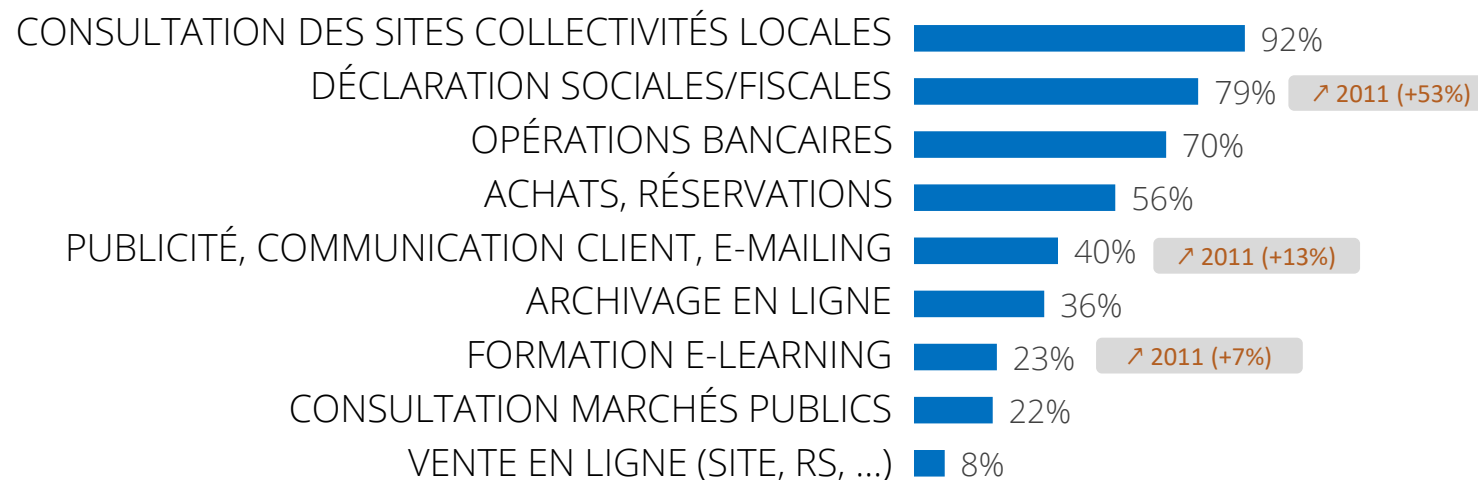 CONSULTATION DES SITES COLLECTIVITÉS LOCALES 92%
DÉCLARATION SOCIALES/FISCALES 79% ↗ 2011 (+53%)
OPÉRATIONS BANCAIRES 70%
ACHATS, RÉSERVATIONS 56%
PUBLICITÉ, COMMUNICATION CLIENT, E-MAILING 40% ↗ 2011 (+13%)
ARCHIVAGE EN LIGNE 36%
FORMATION E-LEARNING 23% ↗ 2011 (+7%)
CONSULTATION MARCHÉS PUBLICS 22%
VENTE EN LIGNE (SITE, RS, ...) 8%